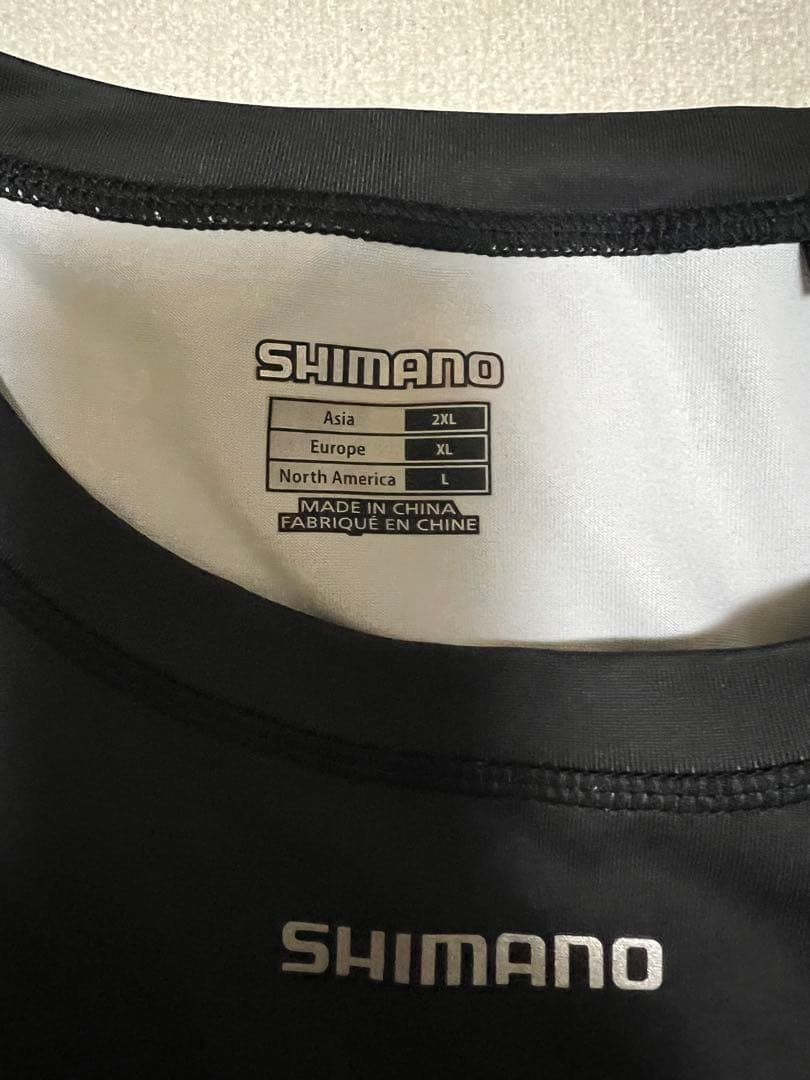 SHIMANO
Asia 2XL
Europe XL
North America L
MADE IN CHINA
FABRIQUÉ EN CHINE
SHIMANO